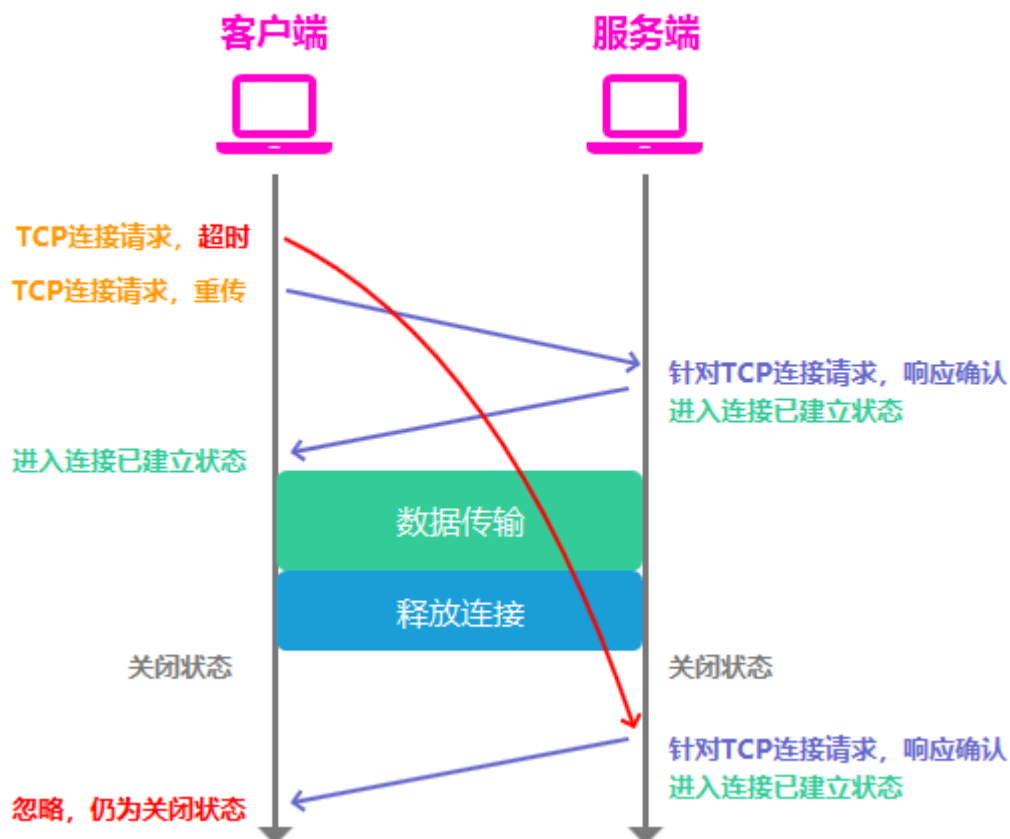 客户端
服务端
TCP连接请求，超时
TCP连接请求，重传
针对TCP连接请求，响应确认
进入连接已建立状态
进入连接已建立状态
数据传输
释放连接
关闭状态
关闭状态
针对TCP连接请求，响应确认
进入连接已建立状态
忽略，仍为关闭状态